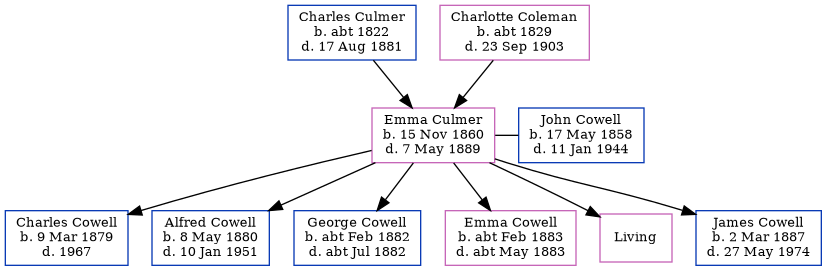 Charles Culmer
b. abt 1822
d. 17 Aug 1881
Charlotte Coleman
b. abt 1829
d. 23 Sep 1903
Emma Culmer
b. 15 Nov 1860
d. 7 May 1889
John Cowell
b. 17 May 1858
d. 11 Jan 1944
Charles Cowell
b. 9 Mar 1879
d. 1967
Alfred Cowell
b. 8 May 1880
d. 10 Jan 1951
George Cowell
b. abt Feb 1882
d. abt Jul 1882
Emma Cowell
b. abt Feb 1883
d. abt May 1883
Living
James Cowell
b. 2 Mar 1887
d. 27 May 1974